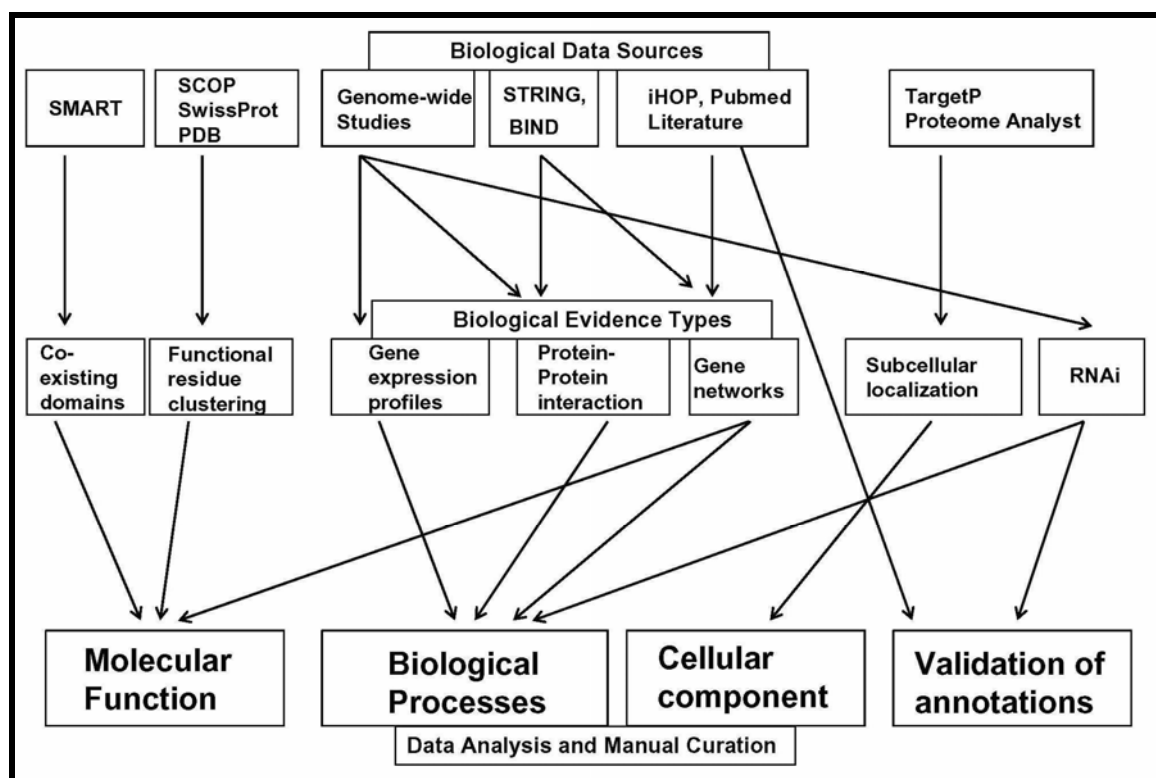 Biological Data Sources
SMART
SCOP
SwissProt
PDB
Genome-wide
Studies
STRING,
BIND
iHOP, Pubmed
Literature
TargetP
Proteome Analyst
Biological Evidence Types
Co-
existing
domains
Functional
residue
clustering
Gene
expression
profiles
Protein-
Protein
interaction
Gene
networks
Subcellular
localization
RNAi
Molecular
Function
Biological
Processes
Cellular
component
Validation of
annotations
Data Analysis and Manual Curation